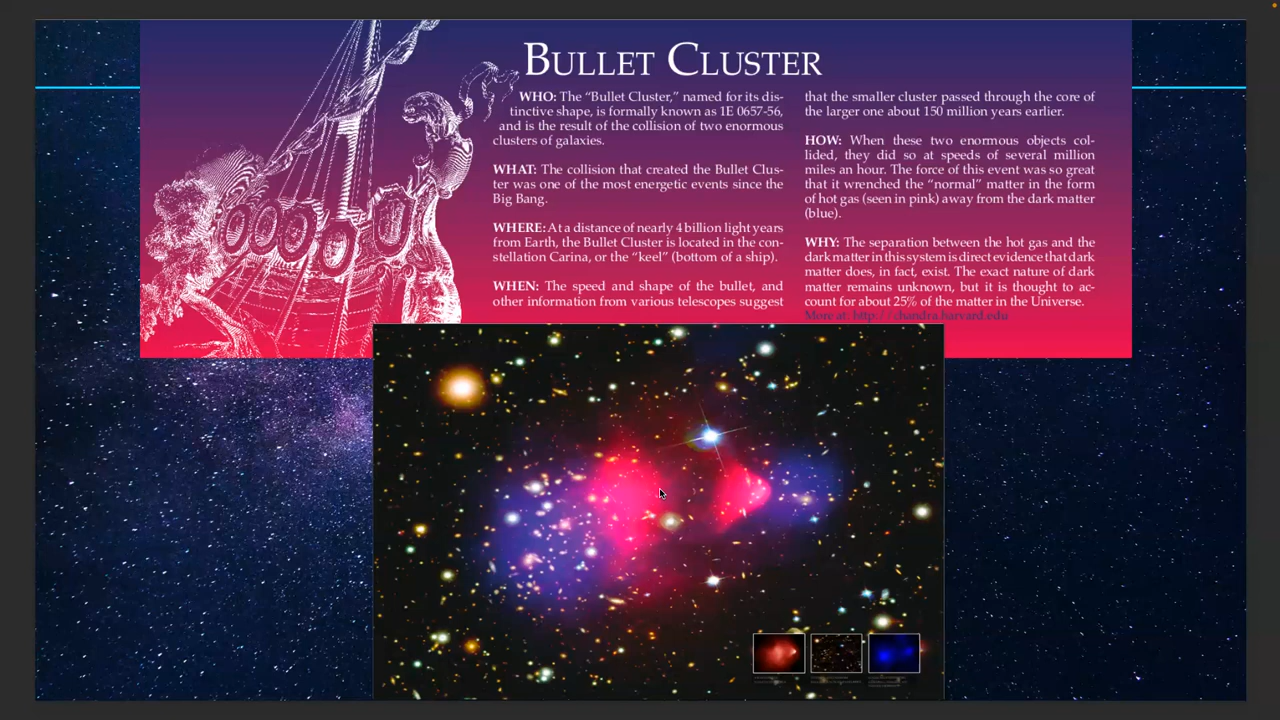 BULLET CLUSTER
WHO: The “Bullet Cluster,” named for its dis-
tinctive shape, is formally known as 1E 0657-56,
and is the result of the collision of two enormous
clusters of galaxies.
WHAT: The collision that created the Bullet Clus-
ter was one of the most energetic events since the
Big Bang.
WHERE: At a distance of nearly 4 billion light years
from Earth, the Bullet Cluster is located in the con-
stellation Carina, or the “keel” (bottom of a ship).
WHEN: The speed and shape of the bullet, and
other information from various telescopes suggest
that the smaller cluster passed through the core of
the larger one about 150 million years earlier.
HOW: When these two enormous objects col-
lided, they did so at speeds of several million
miles an hour. The force of this event was so great
that it wrenched the “normal” matter in the form
of hot gas (seen in pink) away from the dark matter
(blue).
WHY: The separation between the hot gas and the
dark matter in this system is direct evidence that dark
matter does, in fact, exist. The exact nature of dark
matter remains unknown, but it is thought to ac-
count for about 25% of the matter in the Universe.
More at: http://chandra.harvard.edu